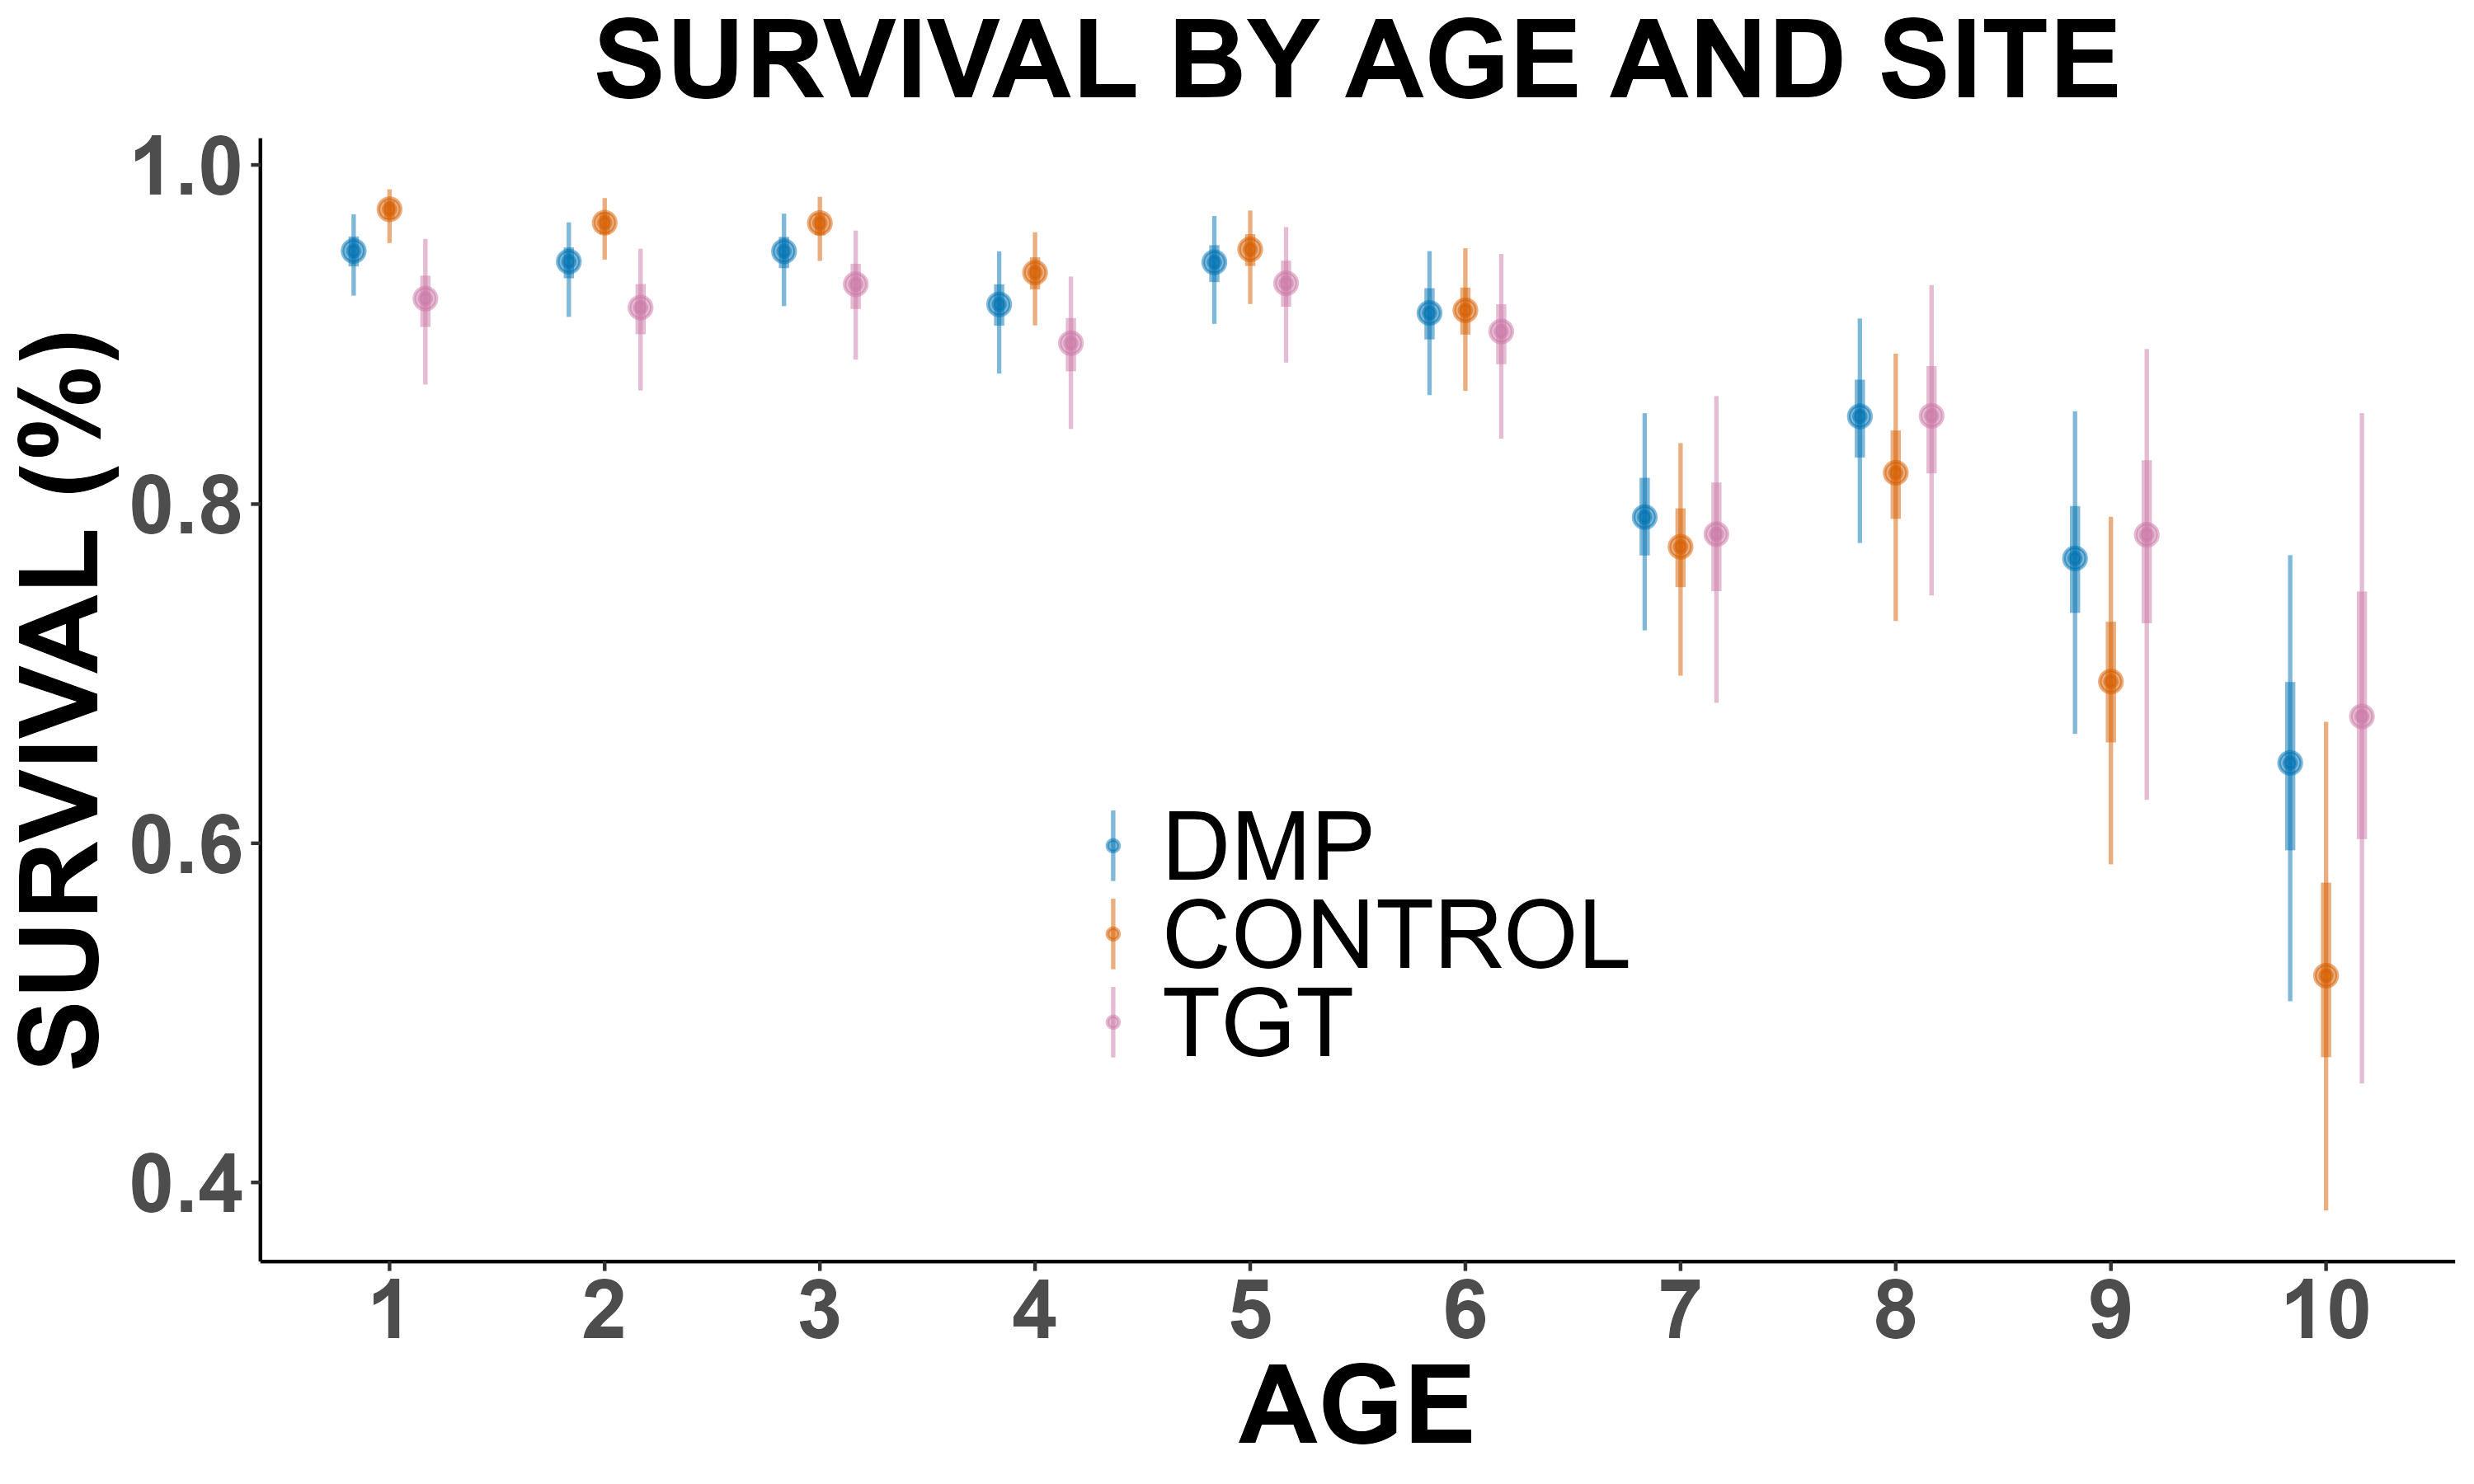 SURVIVAL BY AGE AND SITE
SURVIVAL (%)
1.0
0.8
0.6
0.4
DMP
CONTROL
TGT
1 2 3 4 5 6 7 8 9 10
AGE